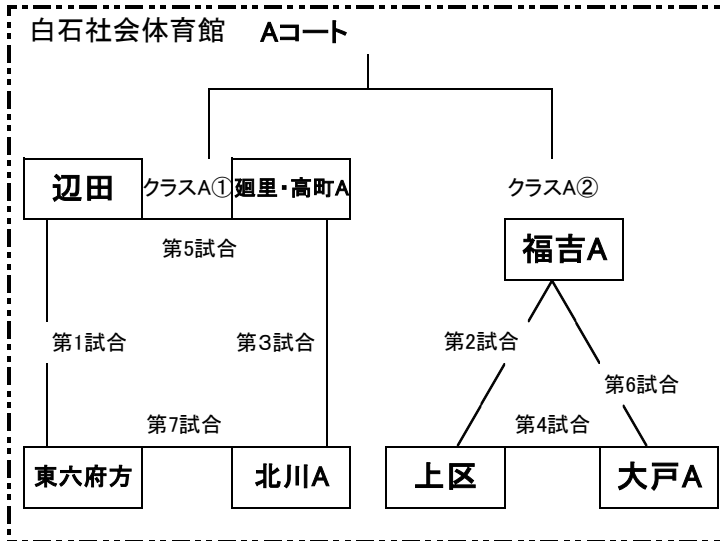 白石社会体育館 Aコート
辺田
クラスA①
廻里・高町A
クラスA②
第5試合
福吉A
第1試合
第３試合
第2試合
第6試合
第7試合
第4試合
東六府方
北川A
上区
大戸A